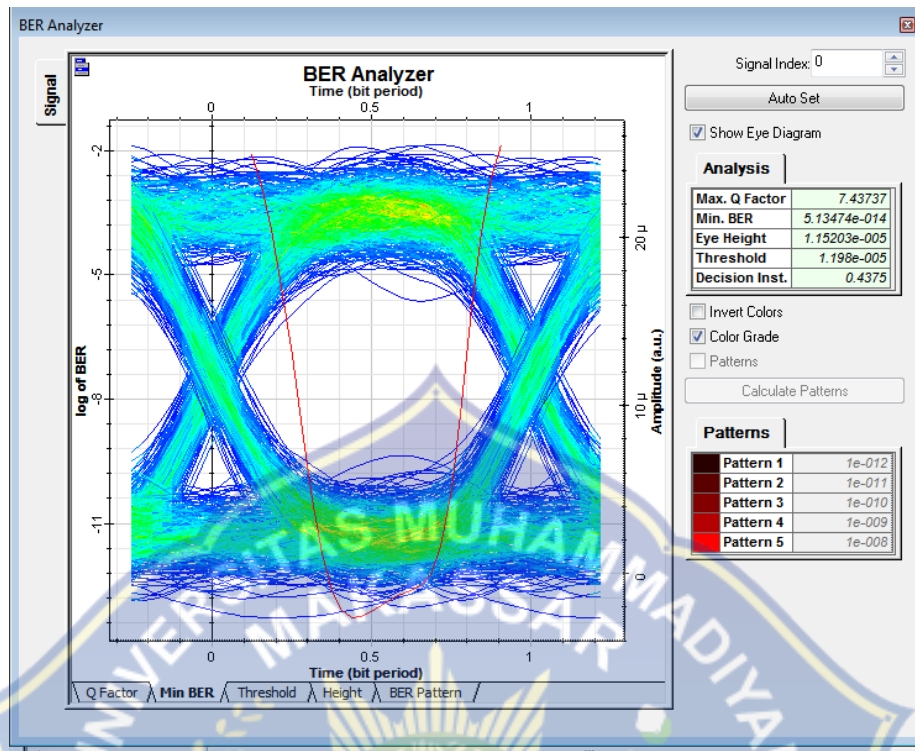 BER Analyzer
Signal Index: 0
Auto Set
Show Eye Diagram
Analysis
Max. Q Factor 7.43737
Min. BER 5.13474e-014
Eye Height 1.15203e-005
Threshold 1.198e-005
Decision Inst. 0.4375
Invert Colors
Color Grade
Patterns
Calculate Patterns
Patterns
Pattern 1 1e-012
Pattern 2 1e-011
Pattern 3 1e-010
Pattern 4 1e-009
Pattern 5 1e-008
Signal
BER Analyzer
Time (bit period)
0 0.5 1
-2
-5
-8
-11
log of BER
20 µ
10 µ
0
Amplitude (a.u.)
0 0.5 1
Time (bit period)
Q Factor Min BER Threshold Height BER Pattern
UNIVERSITAS MUHAMMADIYA
MAKASSAR